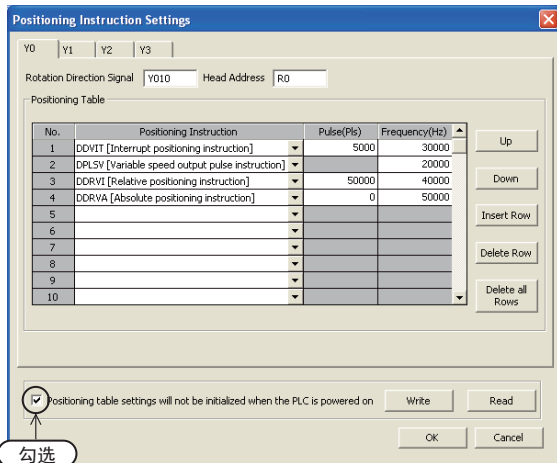 Positioning Instruction Settings
Y0 Y1 Y2 Y3
Rotation Direction Signal Y010 Head Address R0
Positioning Table
No. Positioning Instruction Pulse(Pls) Frequency(Hz)
1 DDVIT [Interrupt positioning instruction] 5000 30000
2 DPLSV [Variable speed output pulse instruction] 20000
3 DDRVI [Relative positioning instruction] 50000 40000
4 DDRVA [Absolute positioning instruction] 0 50000
5
6
7
8
9
10
Up
Down
Insert Row
Delete Row
Delete all
Rows
Positioning table settings will not be initialized when the PLC is powered on Write Read
OK Cancel
勾选